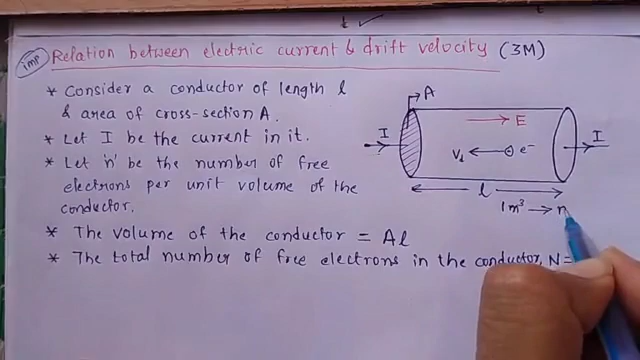 imp Relation between electric current & drift velocity (3M)
* Consider a conductor of length l
& area of cross-section A.
* Let I be the current in it.
* Let 'n' be the number of free
electrons per unit volume of the
conductor.
* The volume of the conductor = Al
* The total number of free electrons in the conductor, N =
A
E
I
I
Vd
e⁻
l
1m³ → n